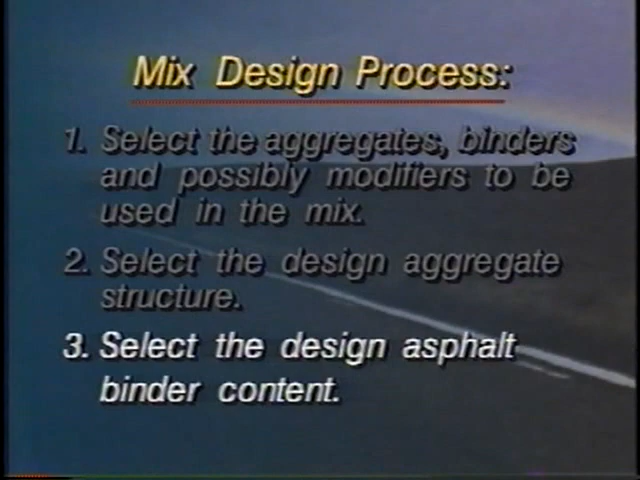 Mix Design Process:
1. Select the aggregates, binders
and possibly modifiers to be
used in the mix.
2. Select the design aggregate
structure.
3. Select the design asphalt
binder content.